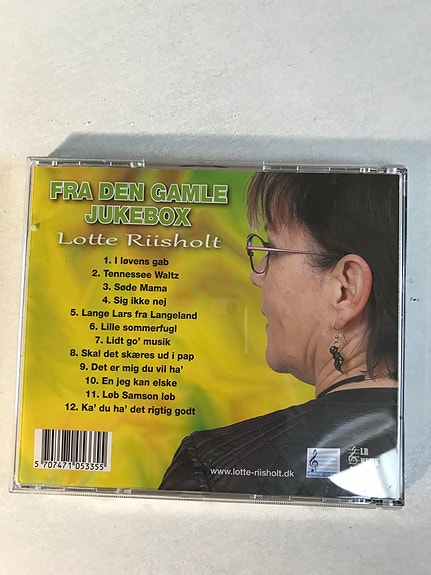 FRA DEN GAMLE
JUKEBOX
Lotte Riisholt
1. I løvens gab
2. Tennessee Waltz
3. Søde Mama
4. Sig ikke nej
5. Lange Lars fra Langeland
6. Lille sommerfugl
7. Lidt go' musik
8. Skal det skæres ud i pap
9. Det er mig du vil ha'
10. En jeg kan elske
11. Løb Samson løb
12. Ka' du ha' det rigtig godt
5 707471 053355
www.lotte-riisholt.dk
LR